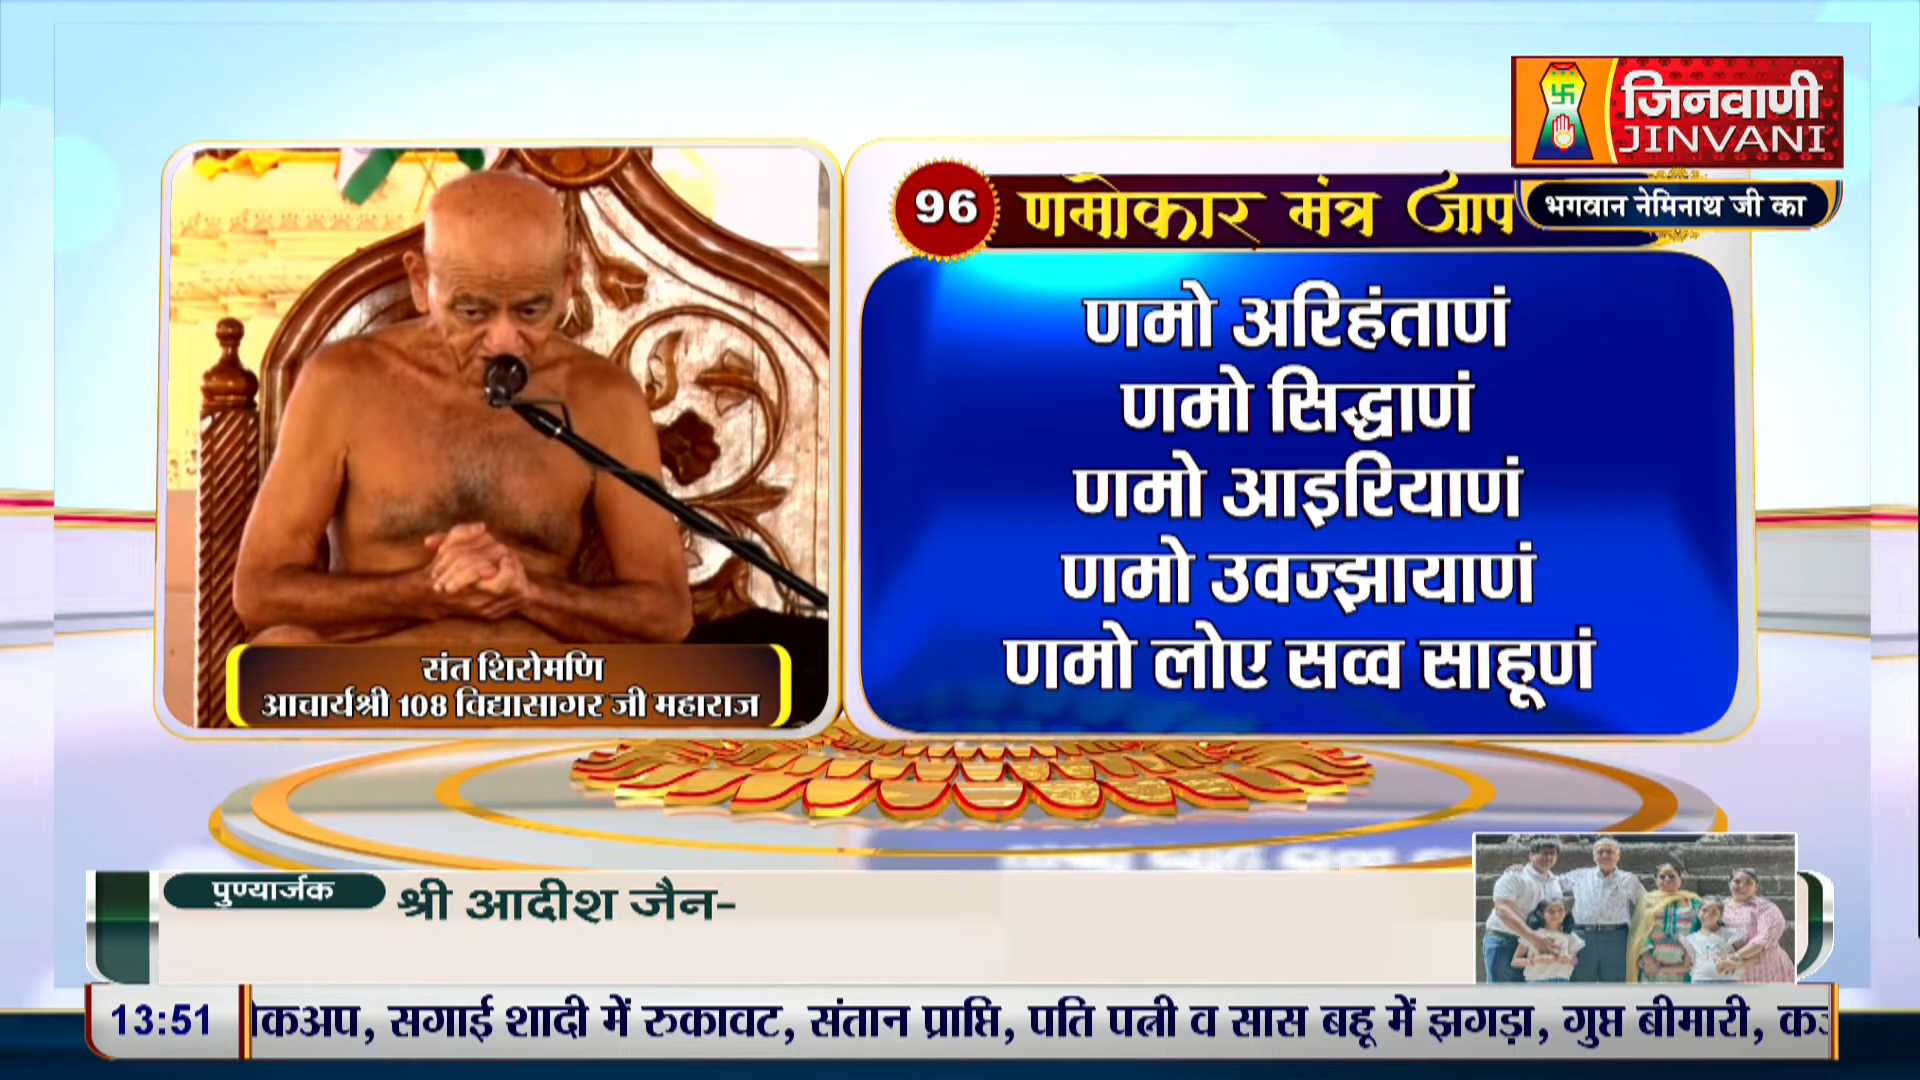 जिनवाणी
JINVANI
भगवान नेमिनाथ जी का
96 णमोकार मंत्र जाप
णमो अरिहंताणं
णमो सिद्धाणं
णमो आइरियाणं
णमो उवज्झायाणं
णमो लोए सव्व साहूणं
संत शिरोमणि
आचार्यश्री 108 विद्यासागर जी महाराज
पुण्यार्जक श्री आदीश जैन-
13:51 सगाई शादी में रुकावट, संतान प्राप्ति, पति पत्नी व सास बहू में झगड़ा, गुप्त बीमारी,